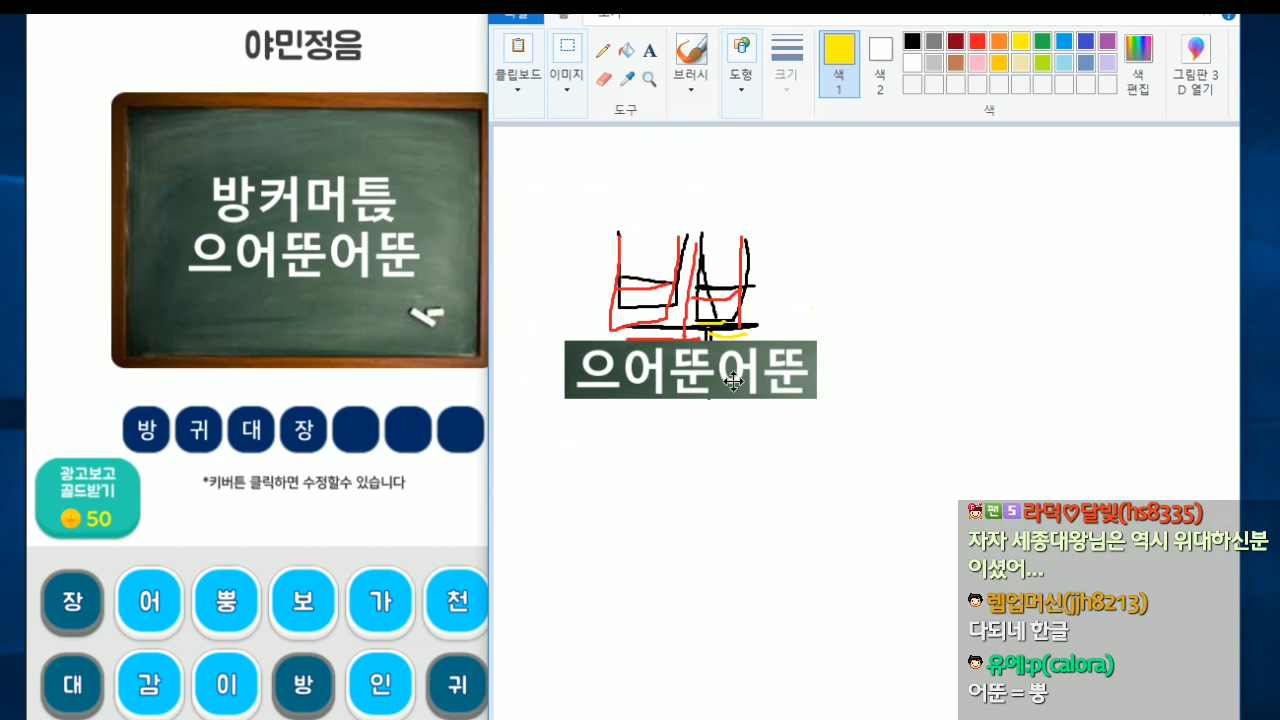 야민정음
방커머튽
으어뚠어뚠
방 귀 대 장
광고보고
골드받기
50
*키버튼 클릭하면 수정할수 있습니다
장 어 뿡 보 가 천
대 감 이 방 인 귀
클립보드
이미지
도구
브러시
도형
크기
색
1
색
2
색
편집
그림판 3
D 열기
색
으어뚠어뚠
팬 5 라덕♡달빛(hs8335)
자자 세종대왕님은 역시 위대하신분
이셨어...
렙업머신(jjh8213)
다되네 한글
유예:p(calora)
어뚠 = 뿡